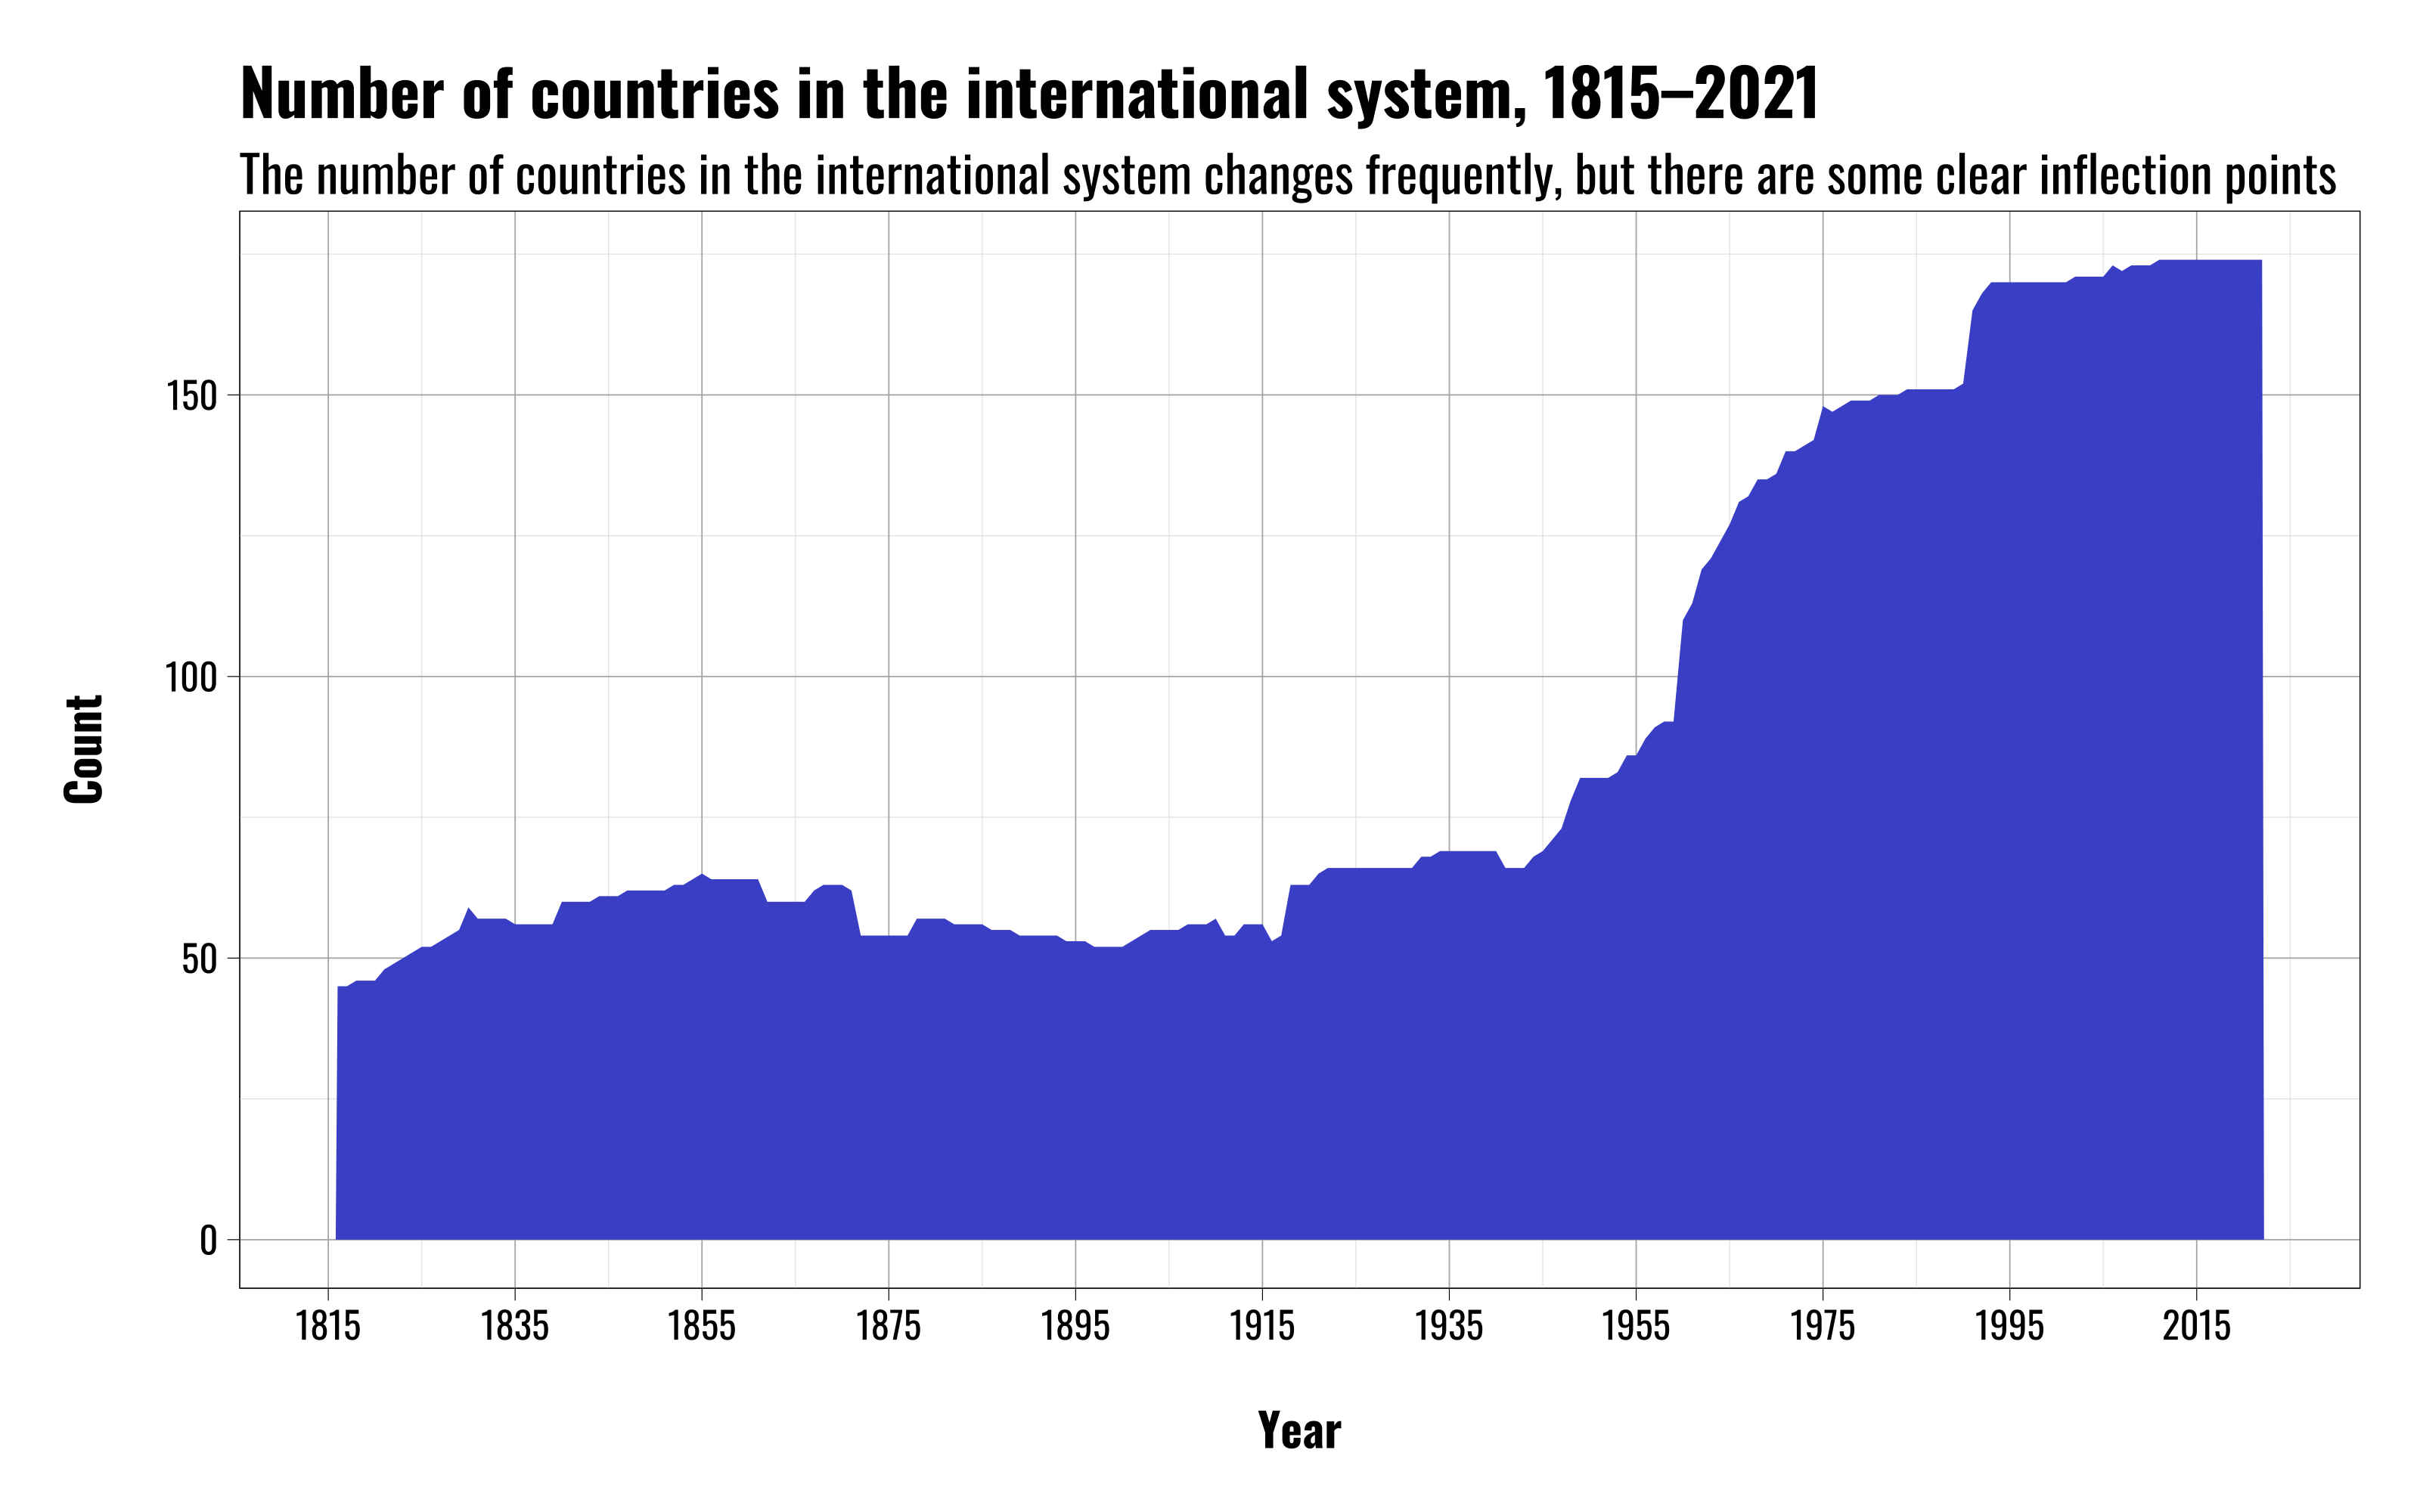 Number of countries in the international system, 1815–2021
The number of countries in the international system changes frequently, but there are some clear inflection points
150
100
50
0
Count
1815 1835 1855 1875 1895 1915 1935 1955 1975 1995 2015
Year